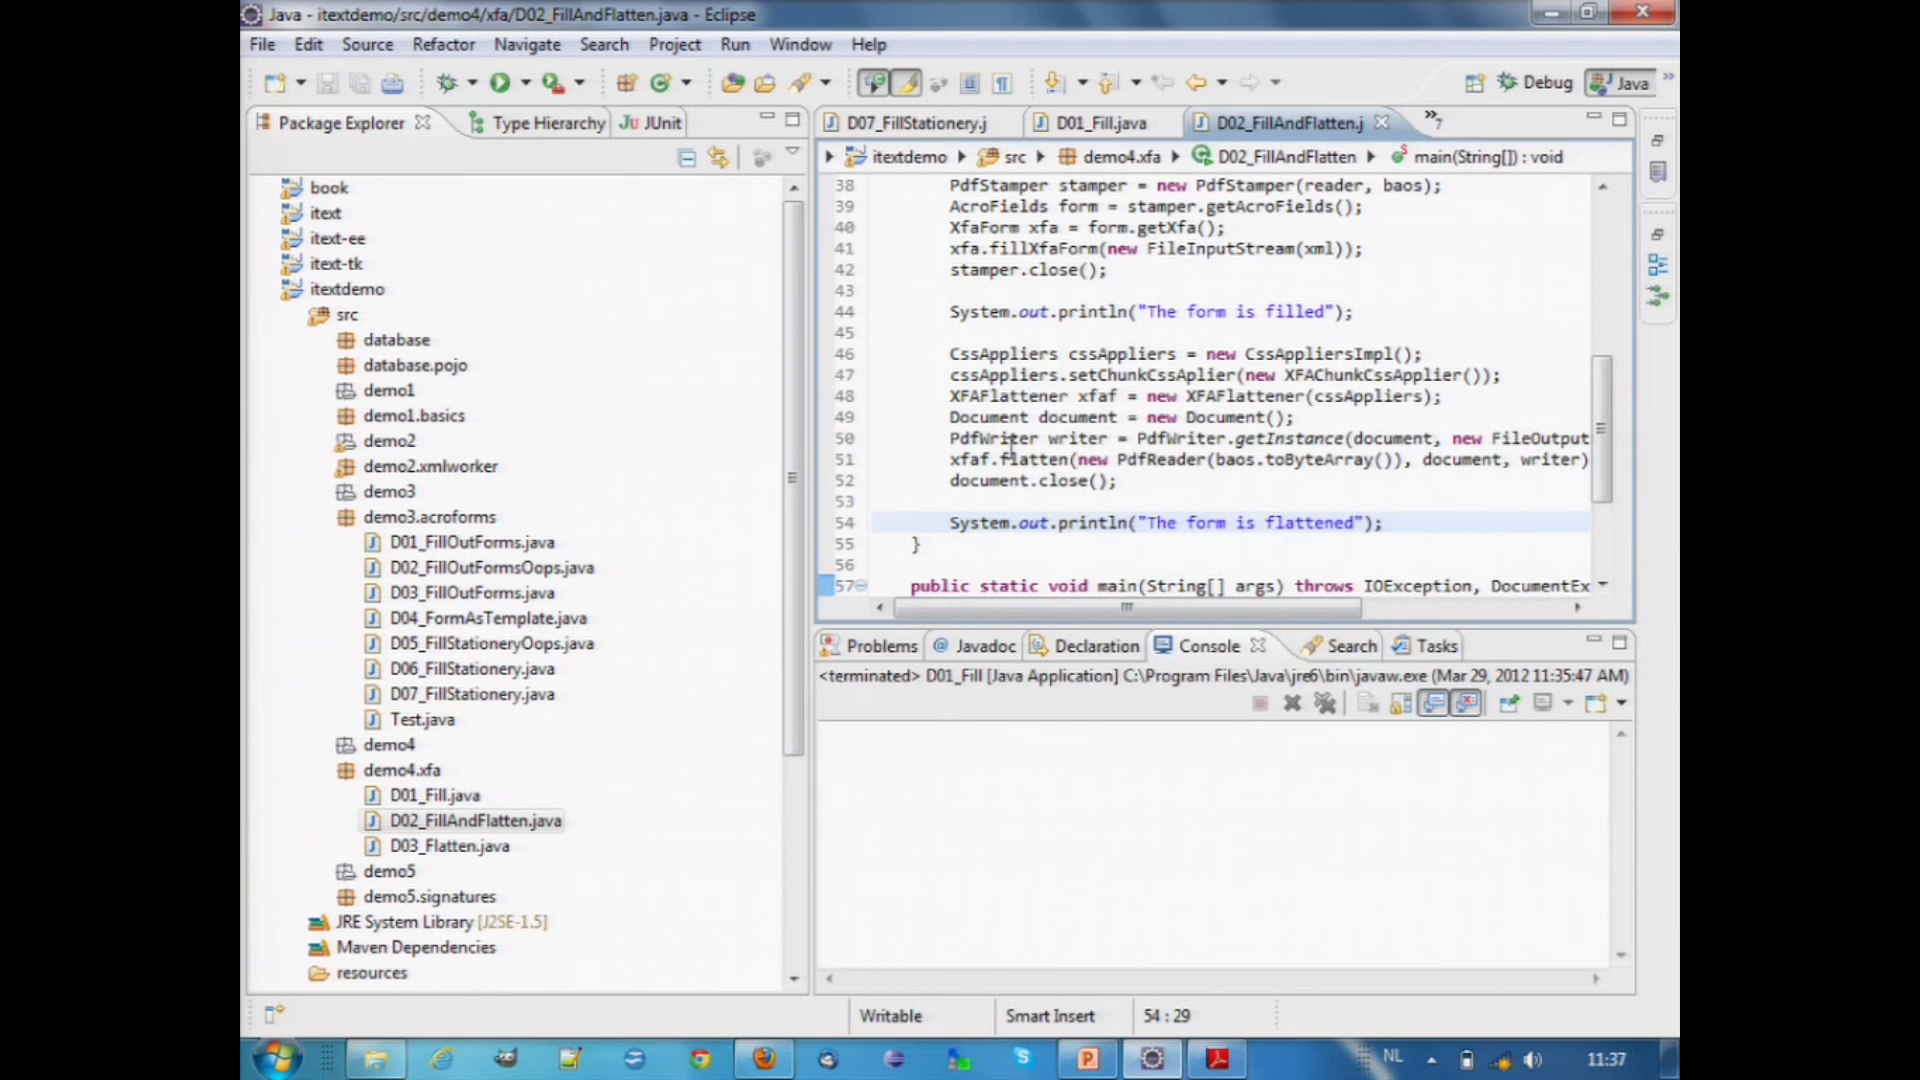 Java - itextdemo/src/demo4/xfa/D02_FillAndFlatten.java - Eclipse
File Edit Source Refactor Navigate Search Project Run Window Help
Debug Java
Package Explorer Type Hierarchy JUnit
D07_FillStationery.j D01_Fill.java D02_FillAndFlatten.j 7
itextdemo src demo4.xfa D02_FillAndFlatten main(String[]) : void
book
itext
itext-ee
itext-tk
itextdemo
src
database
database.pojo
demo1
demo1.basics
demo2
demo2.xmlworker
demo3
demo3.acroforms
D01_FillOutForms.java
D02_FillOutFormsOops.java
D03_FillOutForms.java
D04_FormAsTemplate.java
D05_FillStationeryOops.java
D06_FillStationery.java
D07_FillStationery.java
Test.java
demo4
demo4.xfa
D01_Fill.java
D02_FillAndFlatten.java
D03_Flatten.java
demo5
demo5.signatures
JRE System Library [J2SE-1.5]
Maven Dependencies
resources
38 PdfStamper stamper = new PdfStamper(reader, baos);
39 AcroFields form = stamper.getAcroFields();
40 XfaForm xfa = form.getXfa();
41 xfa.fillXfaForm(new FileInputStream(xml));
42 stamper.close();
43
44 System.out.println("The form is filled");
45
46 CssAppliers cssAppliers = new CssAppliersImpl();
47 cssAppliers.setChunkCssAplier(new XFAChunkCssApplier());
48 XFAFlattener xfaf = new XFAFlattener(cssAppliers);
49 Document document = new Document();
50 PdfWriter writer = PdfWriter.getInstance(document, new FileOutput
51 xfaf.flatten(new PdfReader(baos.toByteArray()), document, writer)
52 document.close();
53
54 System.out.println("The form is flattened");
55 }
56
57 public static void main(String[] args) throws IOException, DocumentEx
Problems Javadoc Declaration Console Search Tasks
<terminated> D01_Fill [Java Application] C:\Program Files\Java\jre6\bin\javaw.exe (Mar 29, 2012 11:35:47 AM)
Writable Smart Insert 54 : 29
NL 11:37